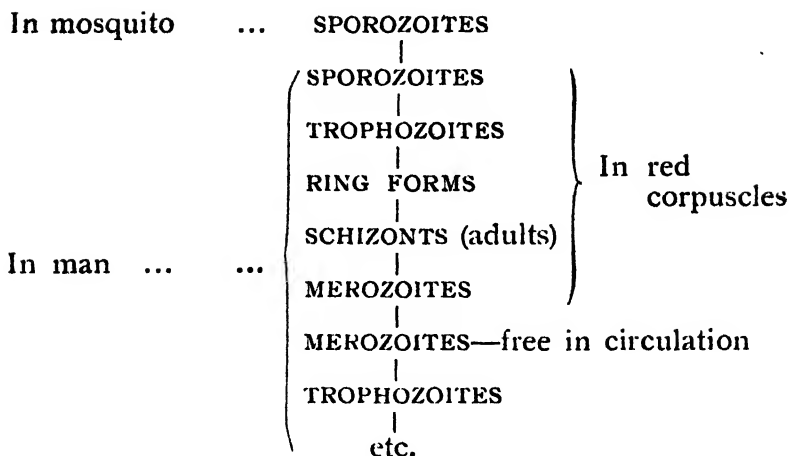 In mosquito ... SPOROZOITES
SPOROZOITES
TROPHOZOITES
RING FORMS
In red
corpuscles
SCHIZONTS (adults)
In man ... ...
MEROZOITES
MEROZOITES—free in circulation
TROPHOZOITES
etc.